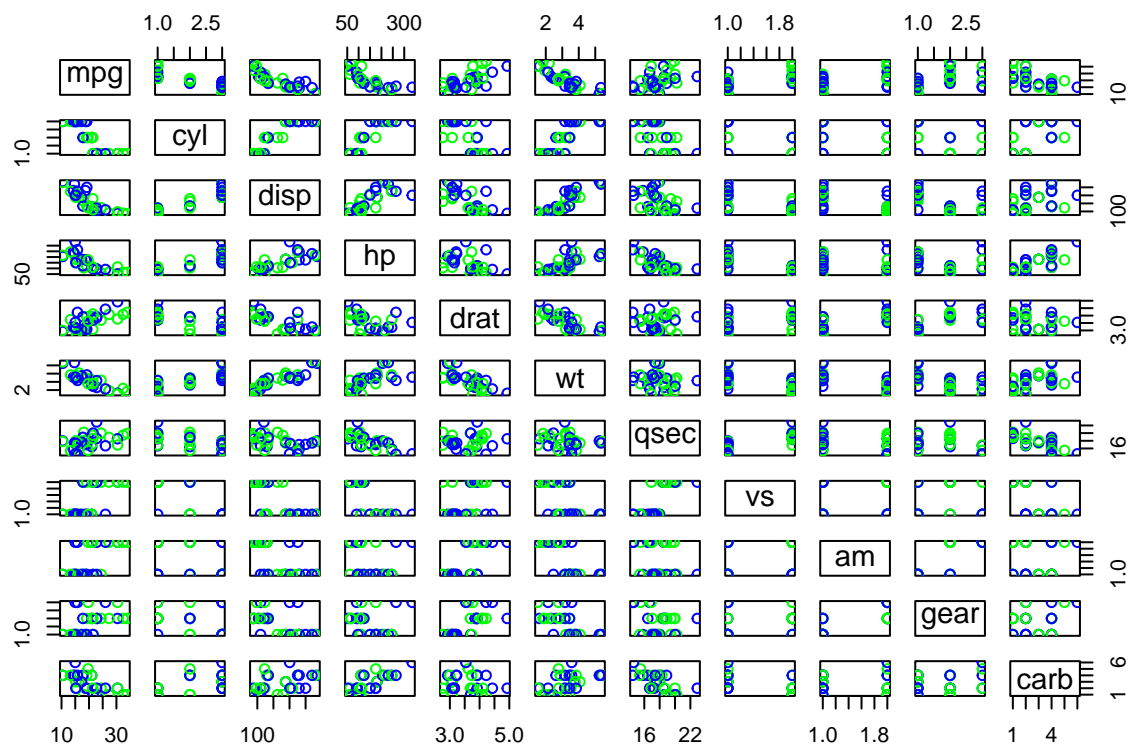 1.0 2.5 50 300 2 4 1.0 1.8 1.0 2.5
mpg 10
1.0 cyl
disp 100
50 hp
drat 3.0
2 wt
qsec 16
1.0 vs
am 1.0
1.0 gear
carb 1 6
10 30 100 3.0 5.0 16 22 1.0 1.8 1 4